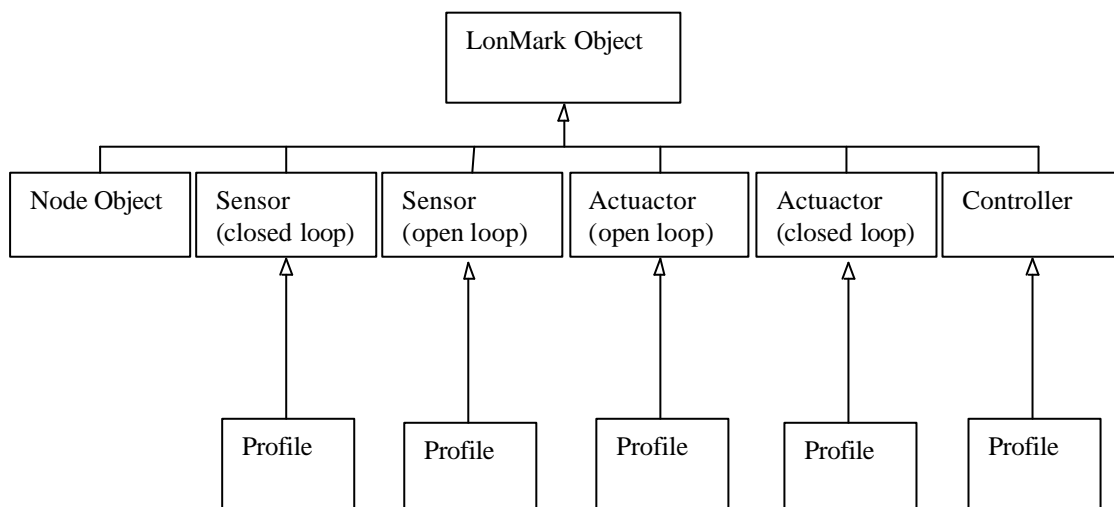 LonMark Object
Node Object
Sensor
(closed loop)
Sensor
(open loop)
Actuactor
(open loop)
Actuactor
(closed loop)
Controller
Profile
Profile
Profile
Profile
Profile